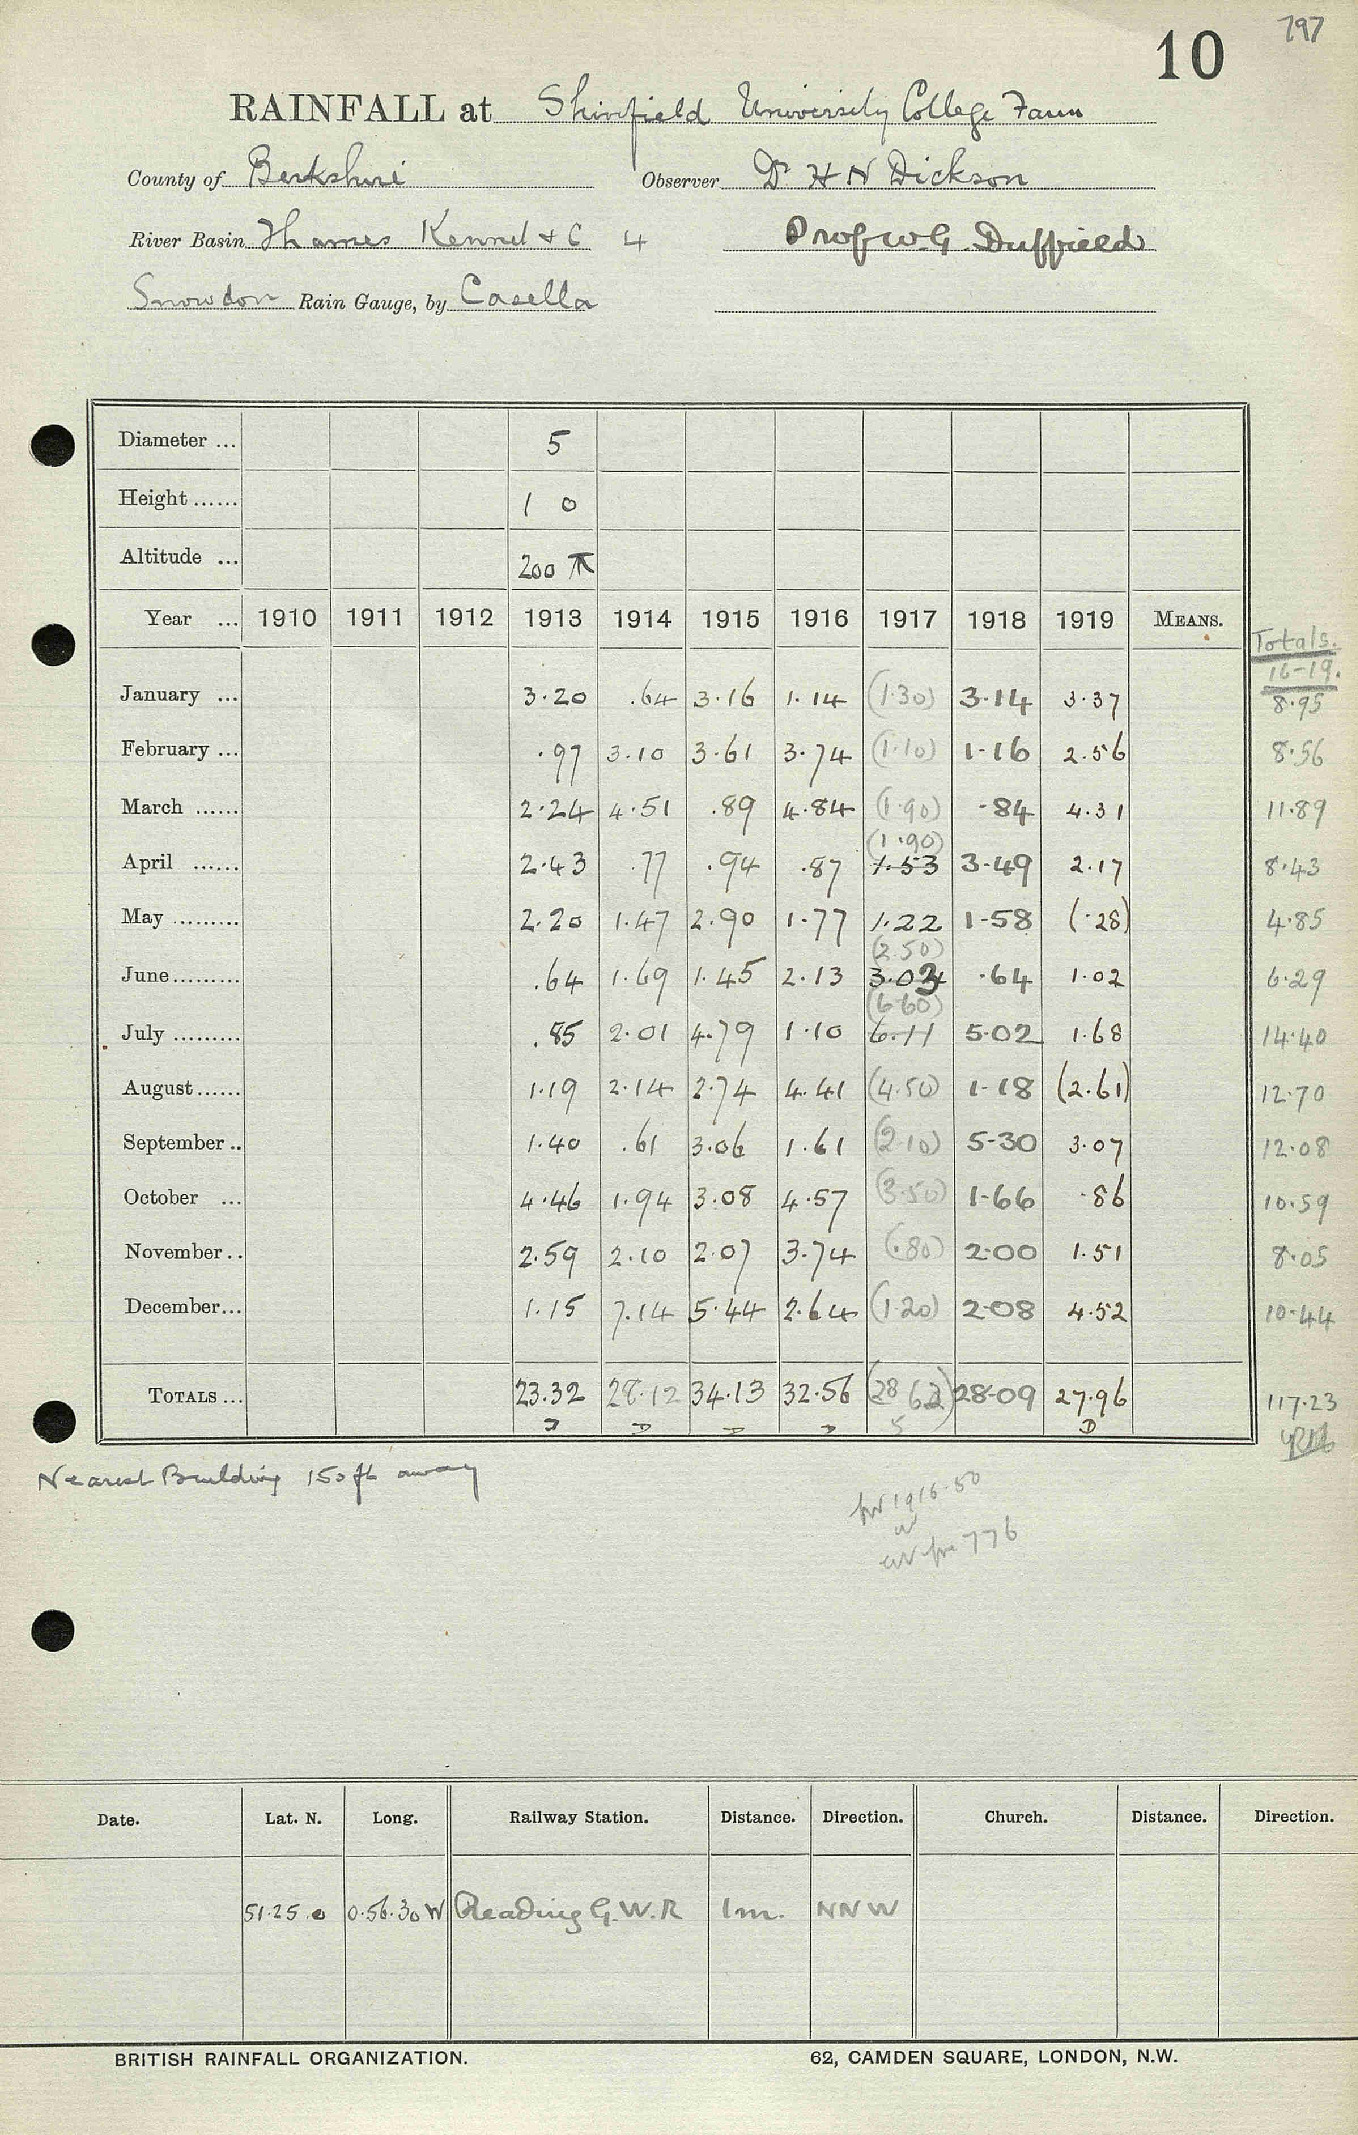 797
10
RAINFALL at Shinfield University College Farm
County of Berkshire Observer Dr H N Dickson
River Basin Thames Kennet & C 4 Prof W.G. Duffield
Snowdon Rain Gauge, by Casella
Diameter ... 5
Height ...... 1 0
Altitude ... 200
Year ... 1910 1911 1912 1913 1914 1915 1916 1917 1918 1919 MEANS. Totals. 16-19.
January ... 3.20 .64 3.16 1.14 (1.30) 3.14 3.37 8.95
February ... .97 3.10 3.61 3.74 (1.10) 1.16 2.56 8.56
March ...... 2.24 4.51 .89 4.84 (1.90) .84 4.31 11.89
(1.90)
April ...... 2.43 .77 .94 .87 1.53 3.49 2.17 8.43
May ......... 2.20 1.47 2.90 1.77 1.22 1.58 (.28) 4.85
(2.50)
June......... .64 1.69 1.45 2.13 3.03 .64 1.02 6.29
(6.60)
July ......... .85 2.01 4.79 1.10 6.11 5.02 1.68 14.40
August...... 1.19 2.14 2.74 4.41 (4.50) 1.18 (2.61) 12.70
September .. 1.40 .61 3.06 1.61 (2.10) 5.30 3.07 12.08
October ... 4.46 1.94 3.08 4.57 (3.50) 1.66 .86 10.59
November .. 2.59 2.10 2.07 3.74 (.80) 2.00 1.51 8.05
December... 1.15 7.14 5.44 2.64 (1.20) 2.08 4.52 10.44
TOTALS ... 23.32 28.12 34.13 32.56 (28.62) 28.09 27.96 117.23
Nearest Building 150 ft away
for 1916-50
776
Date. Lat. N. Long. Railway Station. Distance. Direction. Church. Distance. Direction.
51.25.0 0.56.30 W Reading G.W.R 1m. NNW
BRITISH RAINFALL ORGANIZATION. 62, CAMDEN SQUARE, LONDON, N.W.